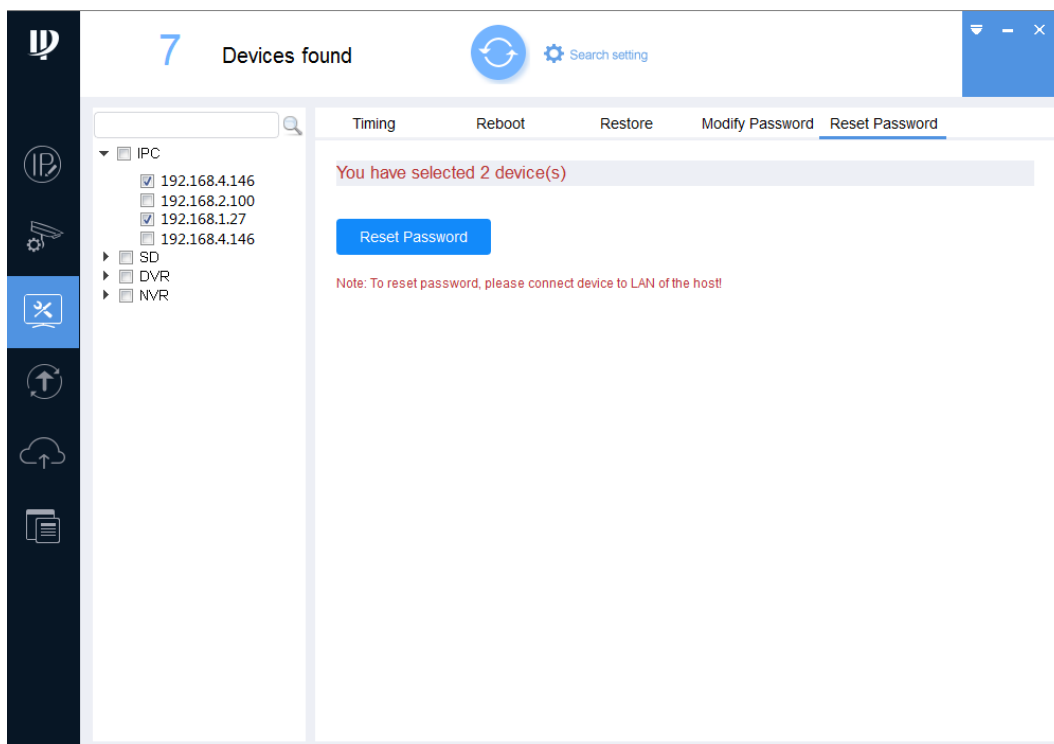 7 Devices found
Search setting
Timing Reboot Restore Modify Password Reset Password
IPC
192.168.4.146
192.168.2.100
192.168.1.27
192.168.4.146
SD
DVR
NVR
You have selected 2 device(s)
Reset Password
Note: To reset password, please connect device to LAN of the host!